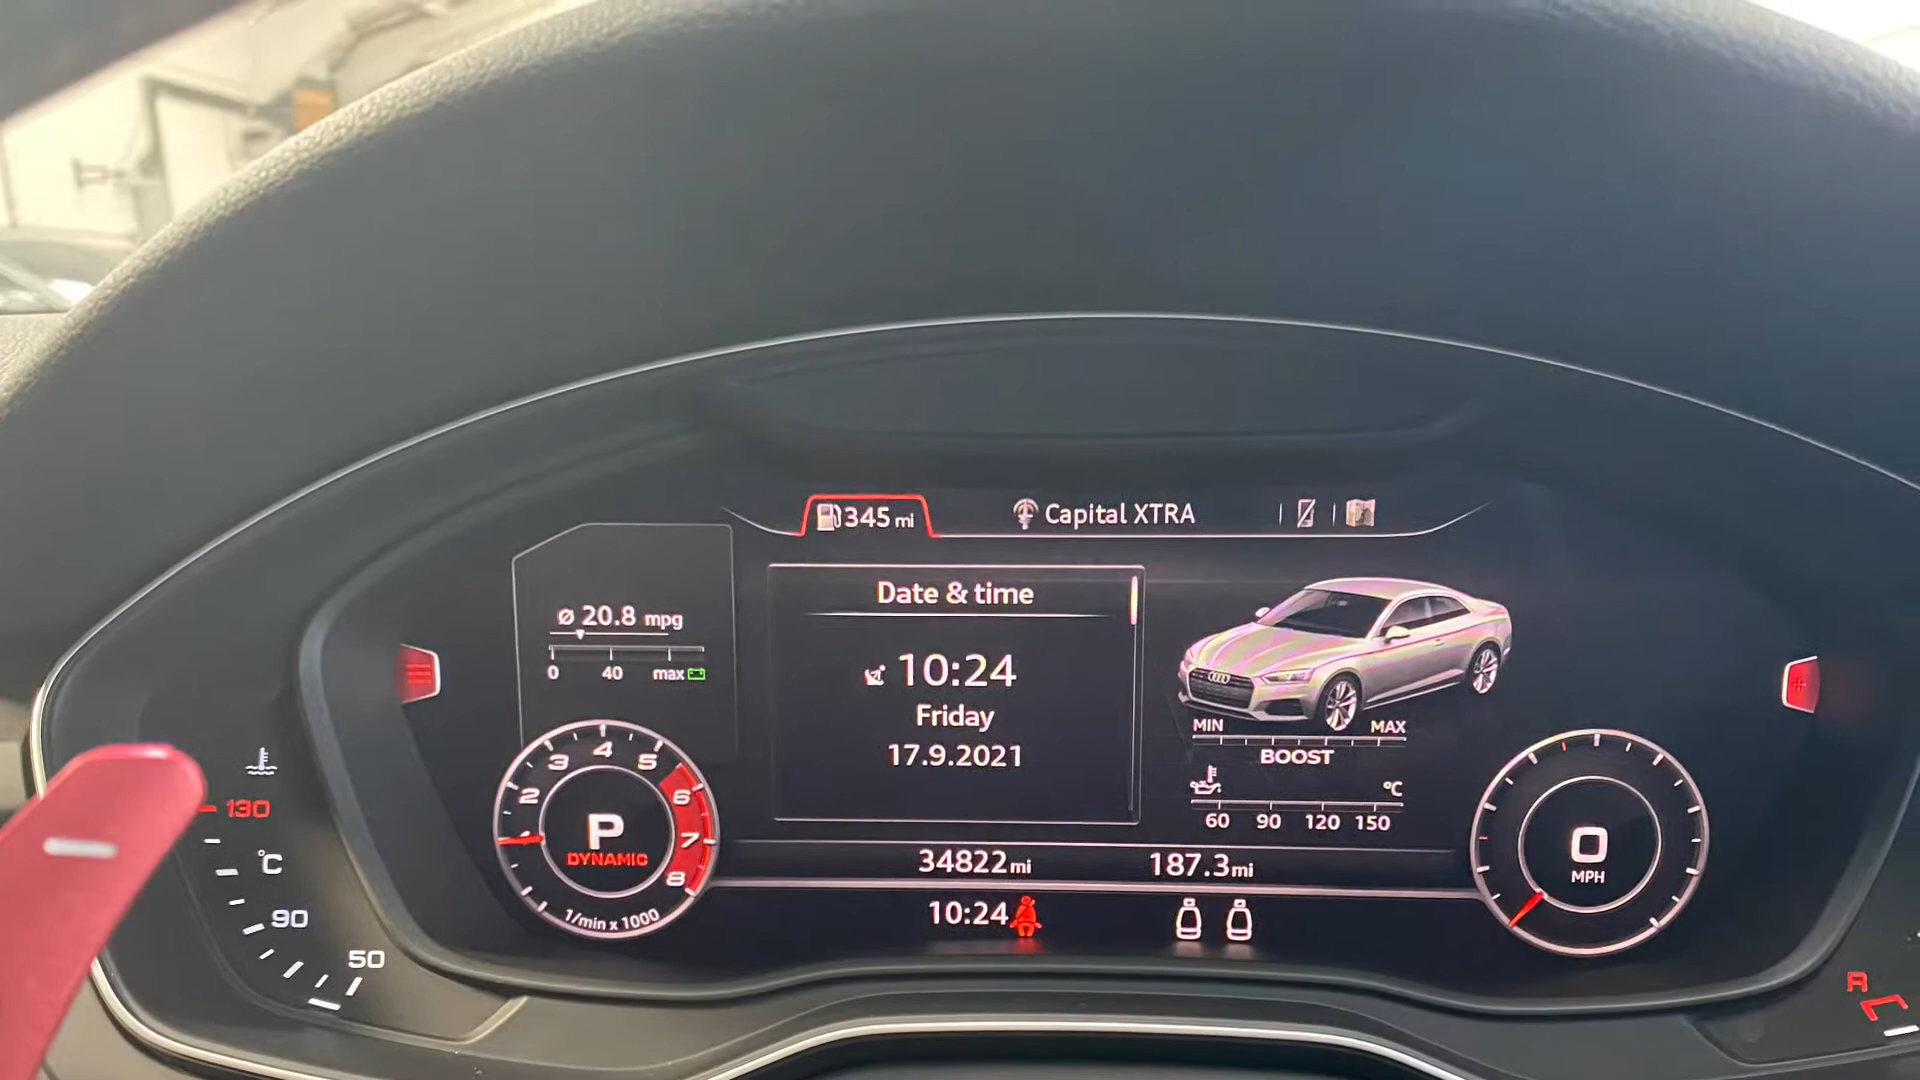 345 mi
Capital XTRA
Ø 20.8 mpg
0 40 max
Date & time
10:24
Friday
17.9.2021
MIN MAX
BOOST
°C
60 90 120 150
1 2 3 4 5 6 7 8
P
DYNAMIC
1/min x 1000
0
MPH
34822 mi
187.3 mi
10:24
130
°C
90
50
R